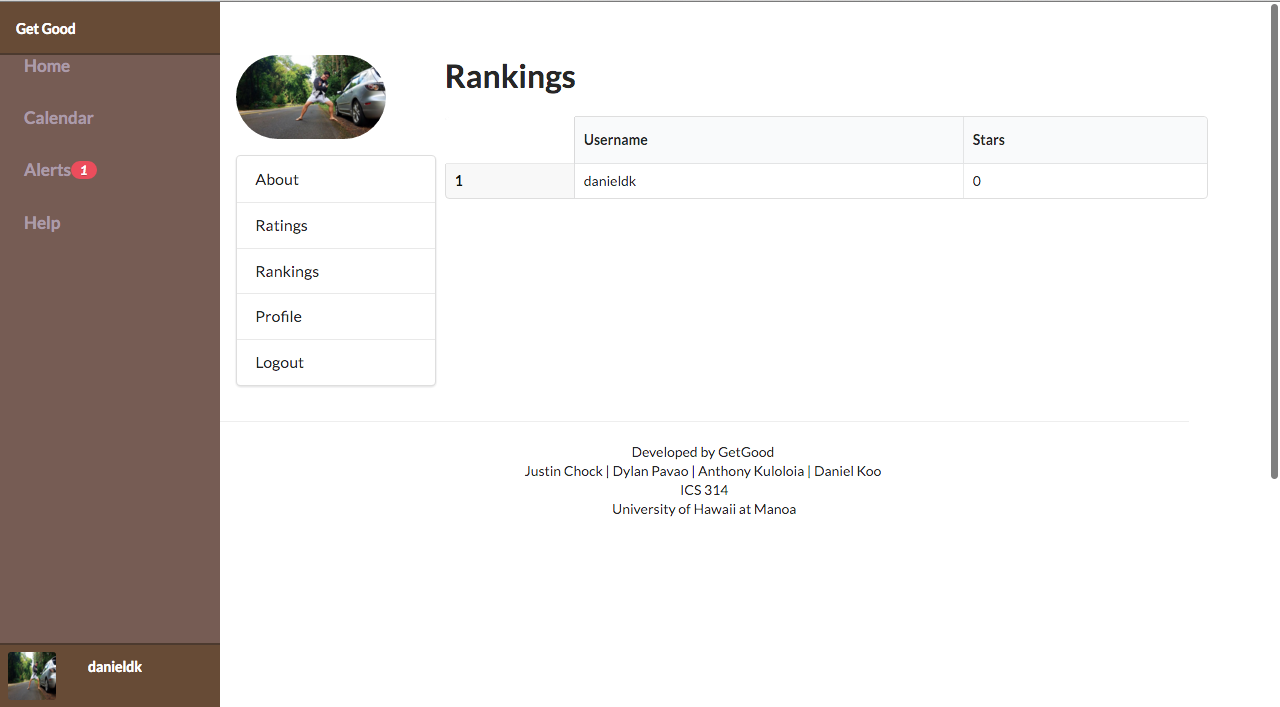 Get Good
Home
Calendar
Alerts 1
Help
danieldk
About
Ratings
Rankings
Profile
Logout
Rankings
Username Stars
1 danieldk 0
Developed by GetGood
Justin Chock | Dylan Pavao | Anthony Kuloloia | Daniel Koo
ICS 314
University of Hawaii at Manoa